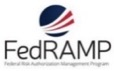 FedRAMP
Federal Risk Authorization Management Program